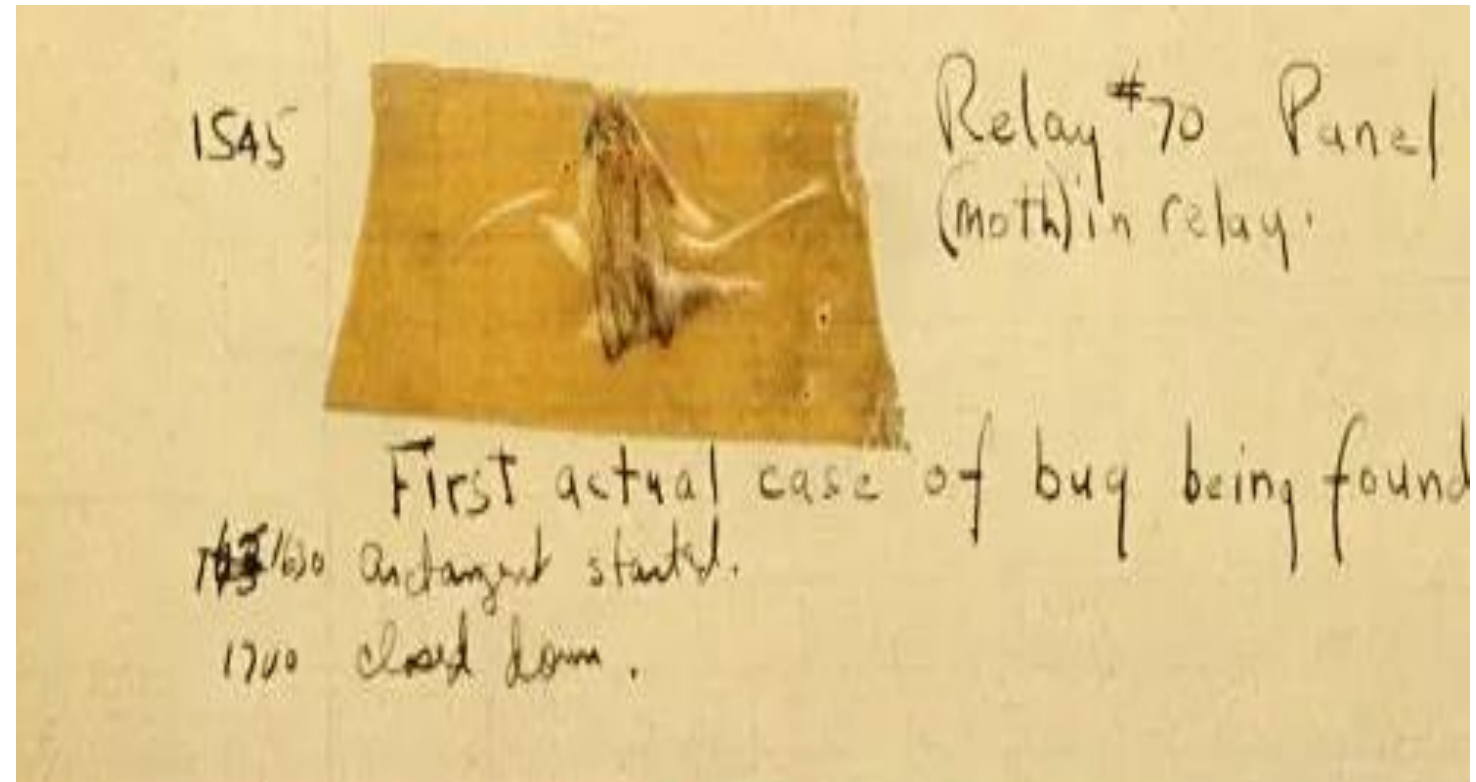 1545 Relay #70 Panel
(moth) in relay.
First actual case of bug being found
1630 antangent started.
1700 closed down.